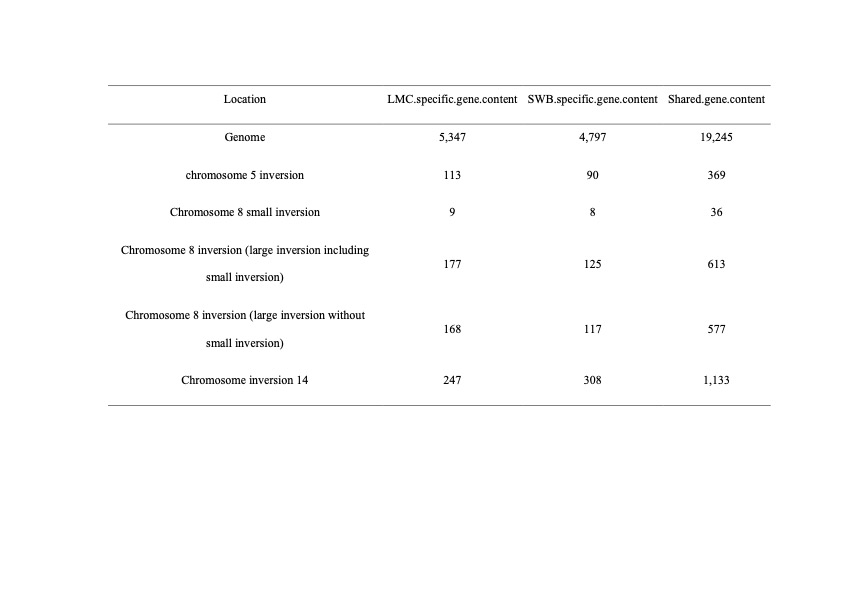 Location LMC.specific.gene.content SWB.specific.gene.content Shared.gene.content
Genome 5,347 4,797 19,245
chromosome 5 inversion 113 90 369
Chromosome 8 small inversion 9 8 36
Chromosome 8 inversion (large inversion including
small inversion) 177 125 613
Chromosome 8 inversion (large inversion without
small inversion) 168 117 577
Chromosome inversion 14 247 308 1,133